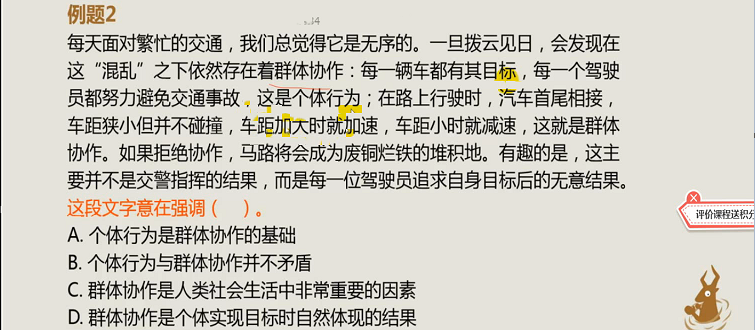 例题2
每天面对繁忙的交通，我们总觉得它是无序的。一旦拨云见日，会发现在
这“混乱”之下依然存在着群体协作：每一辆车都有其目标，每一个驾驶
员都努力避免交通事故，这是个体行为；在路上行驶时，汽车首尾相接，
车距狭小但并不碰撞，车距加大时就加速，车距小时就减速，这就是群体
协作。如果拒绝协作，马路将会成为废铜烂铁的堆积地。有趣的是，这主
要并不是交警指挥的结果，而是每一位驾驶员追求自身目标后的无意结果。
这段文字意在强调（ ）。
评价课程送积分
A. 个体行为是群体协作的基础
B. 个体行为与群体协作并不矛盾
C. 群体协作是人类社会生活中非常重要的因素
D. 群体协作是个体实现目标时自然体现的结果